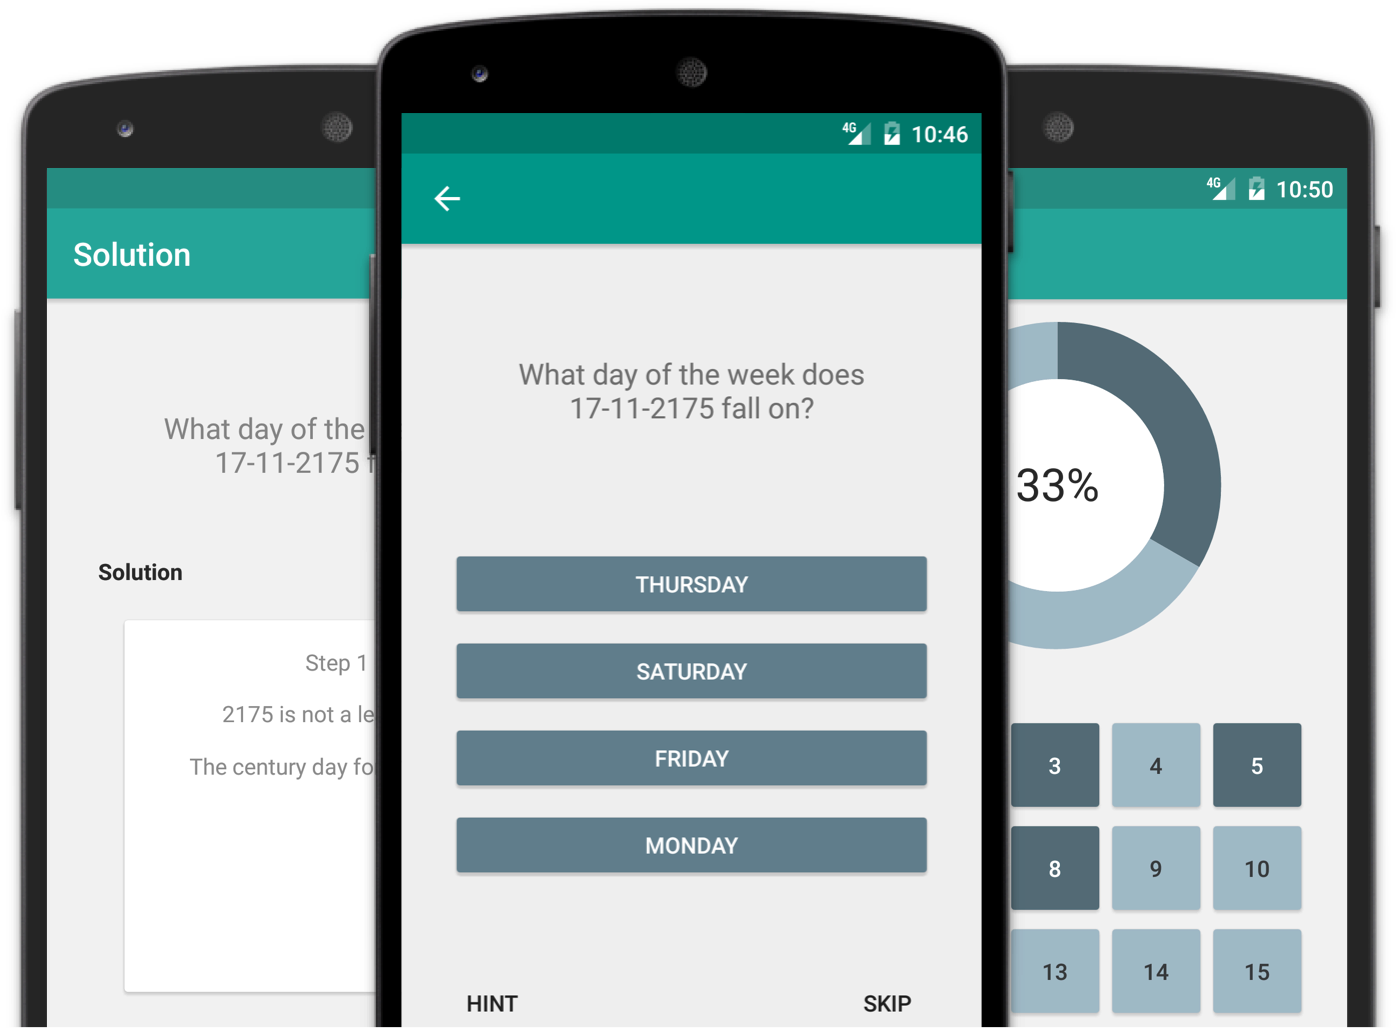 Solution
What day of the
17-11-2175 f
Solution
Step 1
2175 is not a le
The century day fo
4G 10:46
What day of the week does
17-11-2175 fall on?
THURSDAY
SATURDAY
FRIDAY
MONDAY
HINT SKIP
4G 10:50
33%
3 4 5
8 9 10
13 14 15